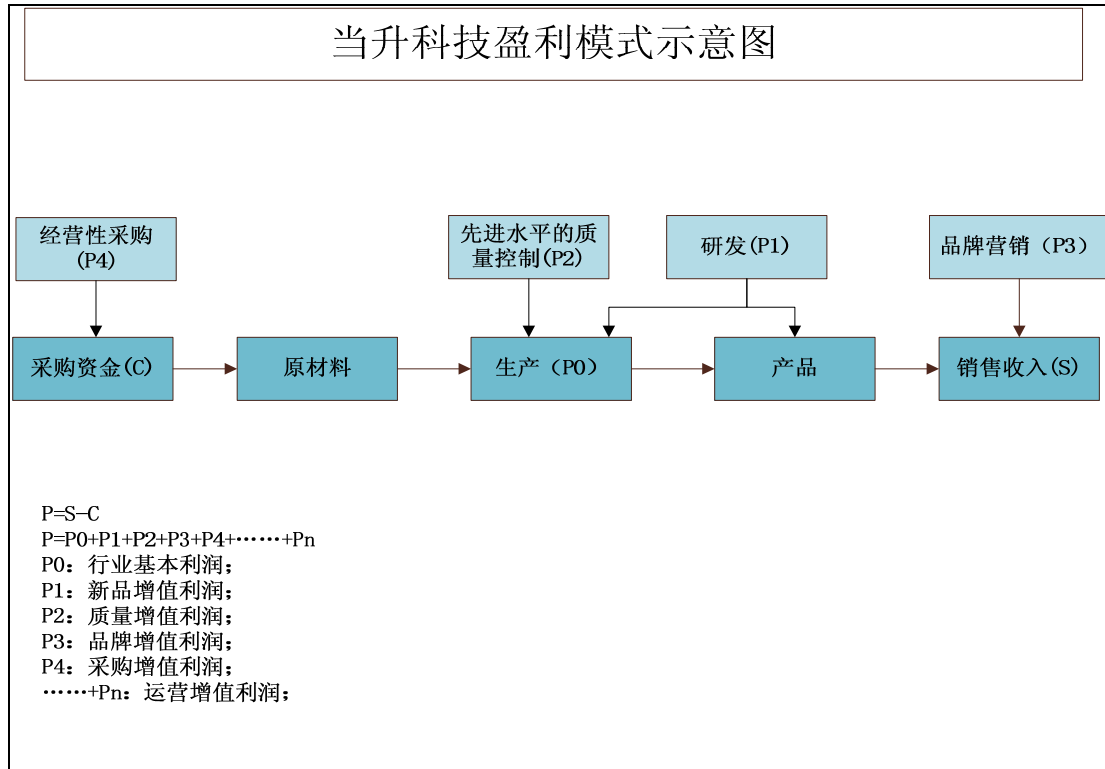 当升科技盈利模式示意图
经营性采购
(P4)
先进水平的质
量控制(P2)
研发(P1)
品牌营销（P3）
采购资金(C)
原材料
生产（P0）
产品
销售收入(S)
P=S-C
P=P0+P1+P2+P3+P4+……+Pn
P0：行业基本利润；
P1：新品增值利润；
P2：质量增值利润；
P3：品牌增值利润；
P4：采购增值利润；
……+Pn：运营增值利润；